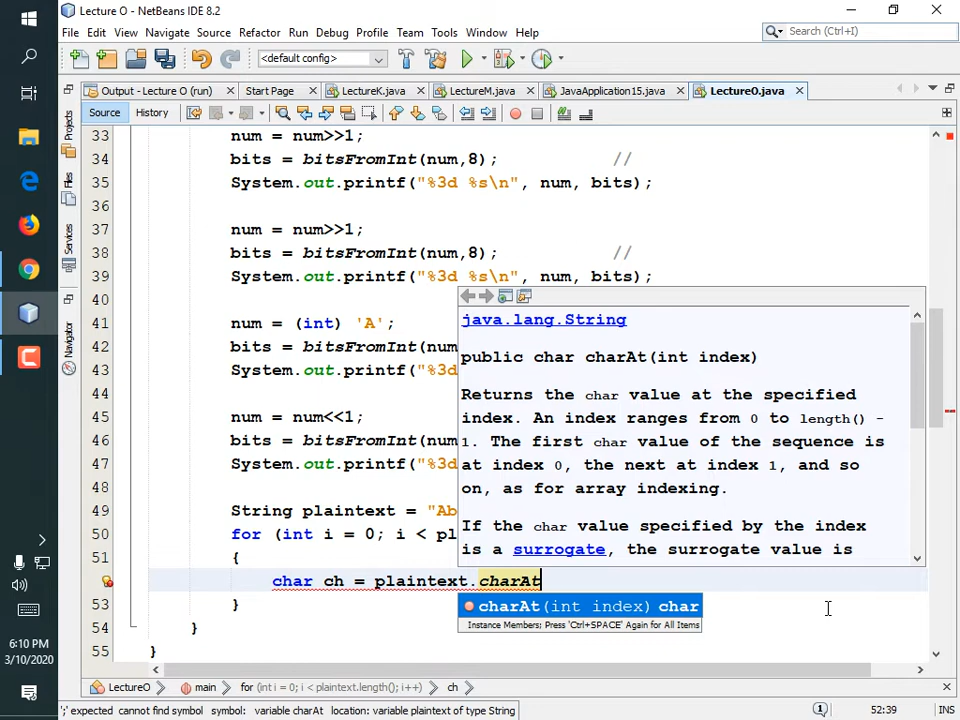 LectureO - NetBeans IDE 8.2
File Edit View Navigate Source Refactor Run Debug Profile Team Tools Window Help
Search (Ctrl+I)
<default config>
Output - Lecture O (run) Start Page LectureK.java LectureM.java JavaApplication15.java LectureO.java
Source History
Projects
Files
Services
Navigator
33 num = num>>1;
34 bits = bitsFromInt(num,8); //
35 System.out.printf("%3d %s\n", num, bits);
36
37 num = num>>1;
38 bits = bitsFromInt(num,8); //
39 System.out.printf("%3d %s\n", num, bits);
40
41 num = (int) 'A';
42 bits = bitsFromInt(num
43 System.out.printf("%3d
44
45 num = num<<1;
46 bits = bitsFromInt(num
47 System.out.printf("%3d
48
49 String plaintext = "Ab
50 for (int i = 0; i < pl
51 {
char ch = plaintext.charAt
53 }
54 }
55 }
java.lang.String
public char charAt(int index)
Returns the char value at the specified
index. An index ranges from 0 to length() -
1. The first char value of the sequence is
at index 0, the next at index 1, and so
on, as for array indexing.
If the char value specified by the index
is a surrogate, the surrogate value is
charAt(int index) char
Instance Members; Press 'Ctrl+SPACE' Again for All Items
6:10 PM
3/10/2020
LectureO main for (int i = 0; i < plaintext.length(); i++) ch
';' expected cannot find symbol symbol: variable charAt location: variable plaintext of type String
1 52:39 INS